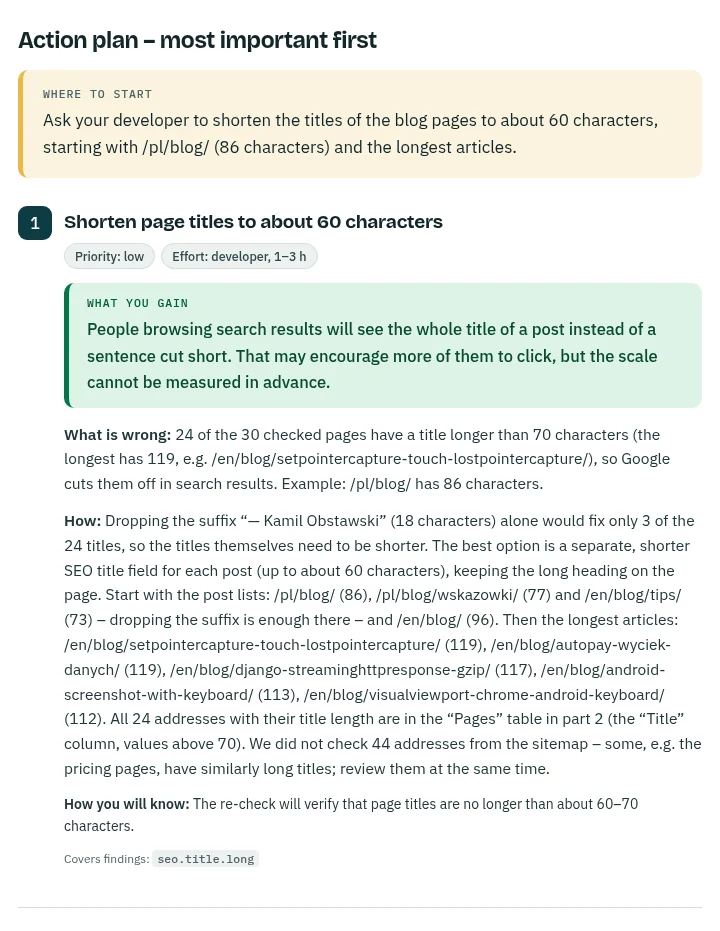 Action plan – most important first
WHERE TO START
Ask your developer to shorten the titles of the blog pages to about 60 characters,
starting with /pl/blog/ (86 characters) and the longest articles.
1
Shorten page titles to about 60 characters
Priority: low
Effort: developer, 1–3 h
WHAT YOU GAIN
People browsing search results will see the whole title of a post instead of a
sentence cut short. That may encourage more of them to click, but the scale
cannot be measured in advance.
What is wrong: 24 of the 30 checked pages have a title longer than 70 characters (the
longest has 119, e.g. /en/blog/setpointercapture-touch-lostpointercapture/), so Google
cuts them off in search results. Example: /pl/blog/ has 86 characters.
How: Dropping the suffix “— Kamil Obstawski” (18 characters) alone would fix only 3 of the
24 titles, so the titles themselves need to be shorter. The best option is a separate, shorter
SEO title field for each post (up to about 60 characters), keeping the long heading on the
page. Start with the post lists: /pl/blog/ (86), /pl/blog/wskazowki/ (77) and /en/blog/tips/
(73) – dropping the suffix is enough there – and /en/blog/ (96). Then the longest articles:
/en/blog/setpointercapture-touch-lostpointercapture/ (119), /en/blog/autopay-wyciek-
danych/ (119), /en/blog/django-streaminghttpresponse-gzip/ (117), /en/blog/android-
screenshot-with-keyboard/ (113), /en/blog/visualviewport-chrome-android-keyboard/
(112). All 24 addresses with their title length are in the “Pages” table in part 2 (the “Title”
column, values above 70). We did not check 44 addresses from the sitemap – some, e.g. the
pricing pages, have similarly long titles; review them at the same time.
How you will know: The re-check will verify that page titles are no longer than about 60–70
characters.
Covers findings: seo.title.long